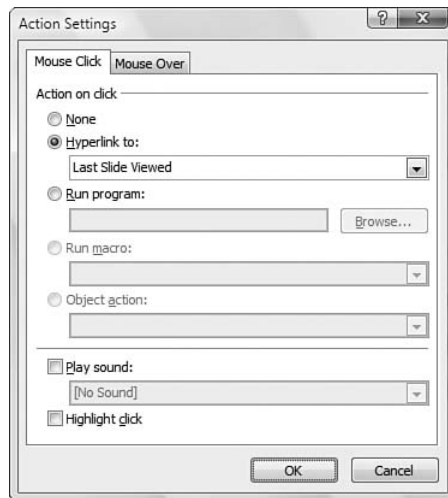 Action Settings
Mouse Click Mouse Over
Action on click
None
Hyperlink to:
Last Slide Viewed
Run program:
Browse...
Run macro:
Object action:
Play sound:
[No Sound]
Highlight click
OK Cancel